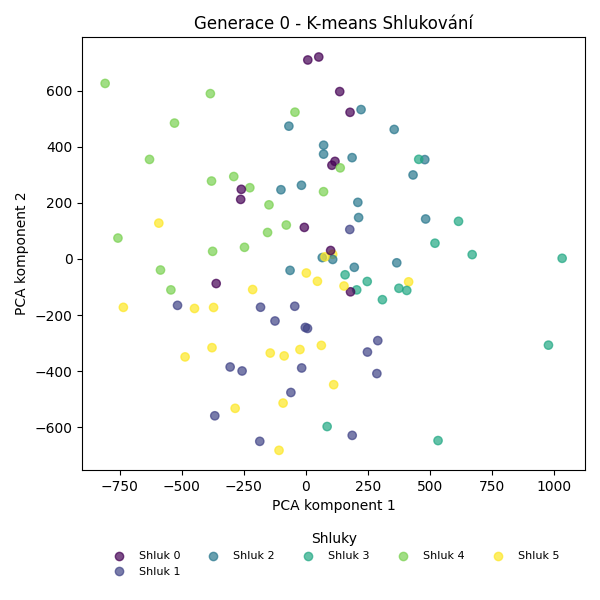 Generace 0 - K-means Shlukování
PCA komponent 2
600
400
200
0
−200
−400
−600
−750 −500 −250 0 250 500 750 1000
PCA komponent 1
Shluky
Shluk 0 Shluk 2 Shluk 3 Shluk 4 Shluk 5
Shluk 1